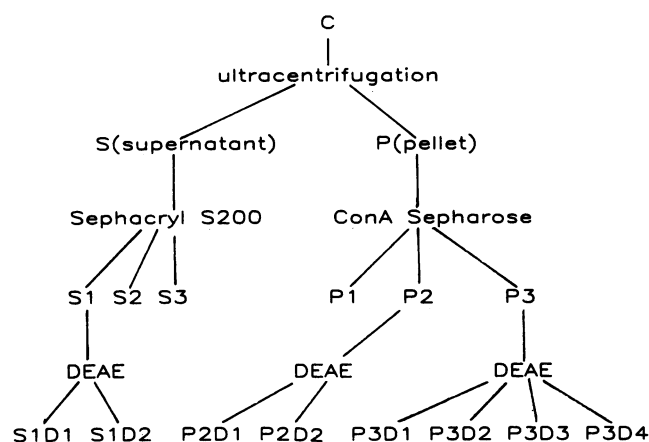 C
ultracentrifugation
S(supernatant) P(pellet)
Sephacryl S200 ConA Sepharose
S1 S2 S3 P1 P2 P3
DEAE DEAE DEAE
S1D1 S1D2 P2D1 P2D2 P3D1 P3D2 P3D3 P3D4